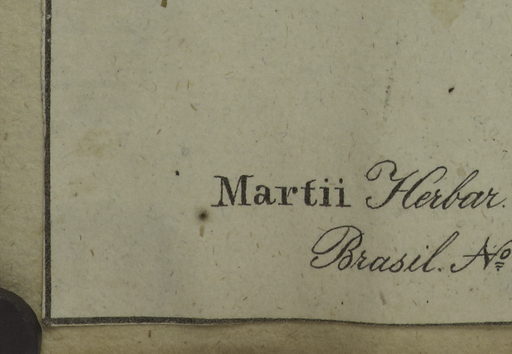 Martii Herbar.
Brasil. No